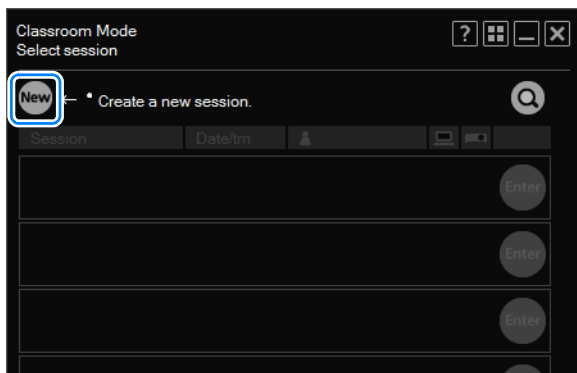 Classroom Mode
Select session
?
New ← • Create a new session.
Session Date/tm
Enter
Enter
Enter